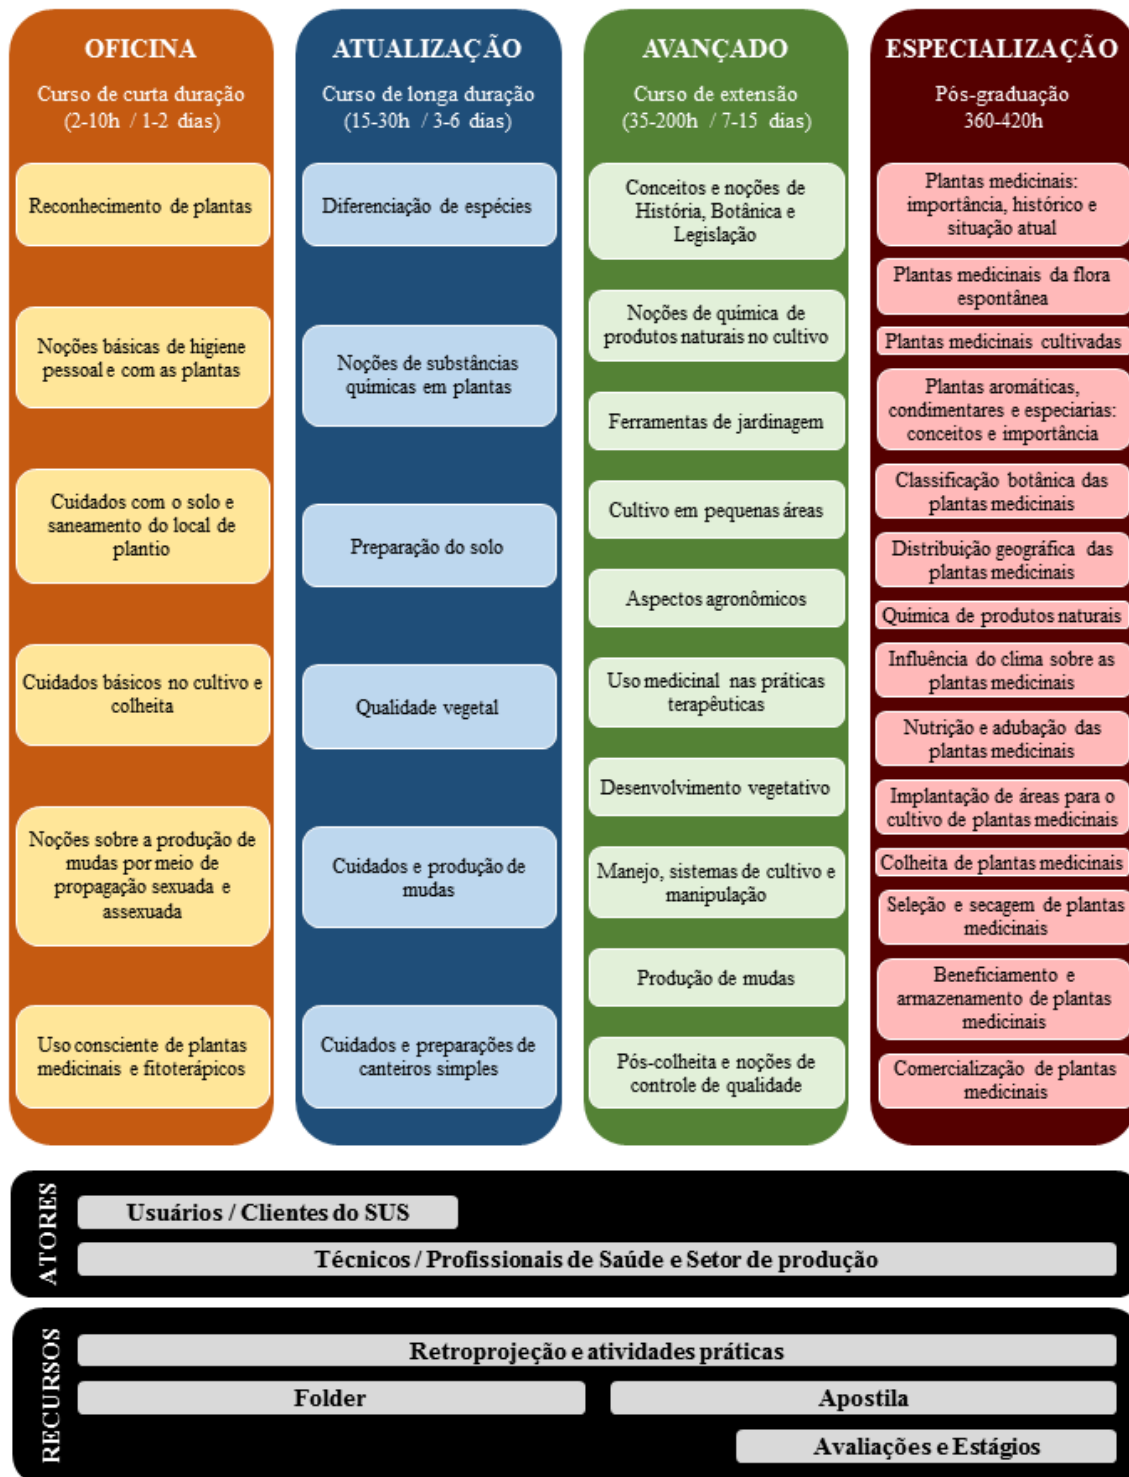 OFICINA
Curso de curta duração
(2-10h / 1-2 dias)
Reconhecimento de plantas
Noções básicas de higiene
pessoal e com as plantas
Cuidados com o solo e
saneamento do local de
plantio
Cuidados básicos no cultivo e
colheita
Noções sobre a produção de
mudas por meio de
propagação sexuada e
assexuada
Uso consciente de plantas
medicinais e fitoterápicos
ATUALIZAÇÃO
Curso de longa duração
(15-30h / 3-6 dias)
Diferenciação de espécies
Noções de substâncias
químicas em plantas
Preparação do solo
Qualidade vegetal
Cuidados e produção de
mudas
Cuidados e preparações de
canteiros simples
AVANÇADO
Curso de extensão
(35-200h / 7-15 dias)
Conceitos e noções de
História, Botânica e
Legislação
Noções de química de
produtos naturais no cultivo
Ferramentas de jardinagem
Cultivo em pequenas áreas
Aspectos agronômicos
Uso medicinal nas práticas
terapêuticas
Desenvolvimento vegetativo
Manejo, sistemas de cultivo e
manipulação
Produção de mudas
Pós-colheita e noções de
controle de qualidade
ESPECIALIZAÇÃO
Pós-graduação
360-420h
Plantas medicinais:
importância, histórico e
situação atual
Plantas medicinais da flora
espontânea
Plantas medicinais cultivadas
Plantas aromáticas,
condimentares e especiarias:
conceitos e importância
Classificação botânica das
plantas medicinais
Distribuição geográfica das
plantas medicinais
Química de produtos naturais
Influência do clima sobre as
plantas medicinais
Nutrição e adubação das
plantas medicinais
Implantação de áreas para o
cultivo de plantas medicinais
Colheita de plantas medicinais
Seleção e secagem de plantas
medicinais
Beneficiamento e
armazenamento de plantas
medicinais
Comercialização de plantas
medicinais
ATORES
Usuários / Clientes do SUS
Técnicos / Profissionais de Saúde e Setor de produção
RECURSOS
Retroprojeção e atividades práticas
Folder
Apostila
Avaliações e Estágios